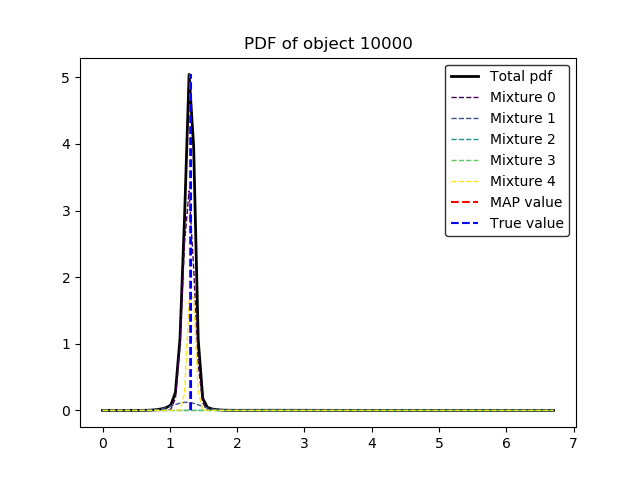 PDF of object 10000
Total pdf
Mixture 0
Mixture 1
Mixture 2
Mixture 3
Mixture 4
MAP value
True value
5
4
3
2
1
0
0 1 2 3 4 5 6 7